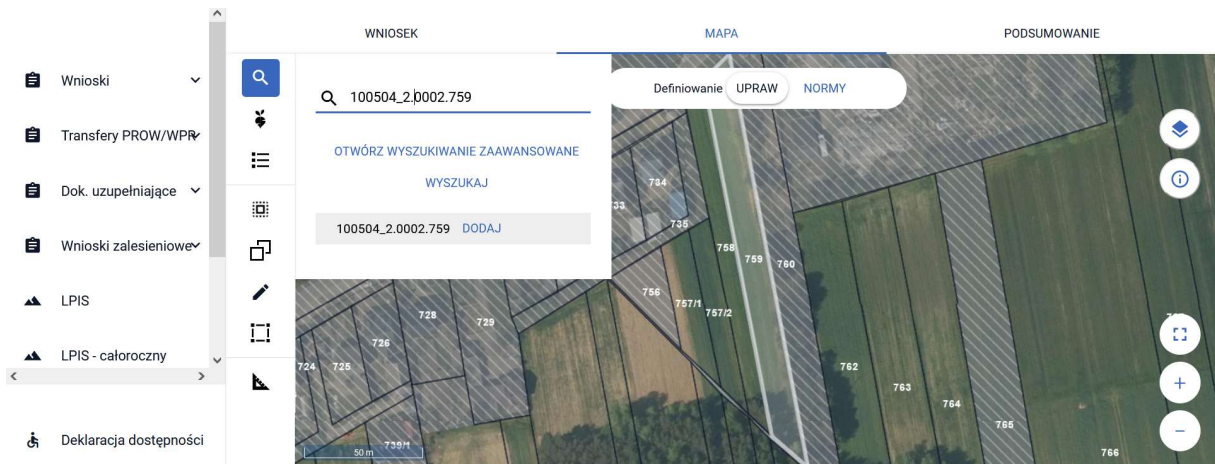 WNIOSEK
MAPA
PODSUMOWANIE
Wnioski
Transfery PROW/WPR
Dok. uzupełniające
Wnioski zalesieniowe
LPIS
LPIS - całoroczny
Deklaracja dostępności
100504_2.0002.759
OTWÓRZ WYSZUKIWANIE ZAAWANSOWANE
WYSZUKAJ
100504_2.0002.759 DODAJ
Definiowanie UPRAW NORMY
734
33
735
758
759
760
756
757/1
757/2
728
729
726
724
725
762
763
764
765
766
739/1
50 m